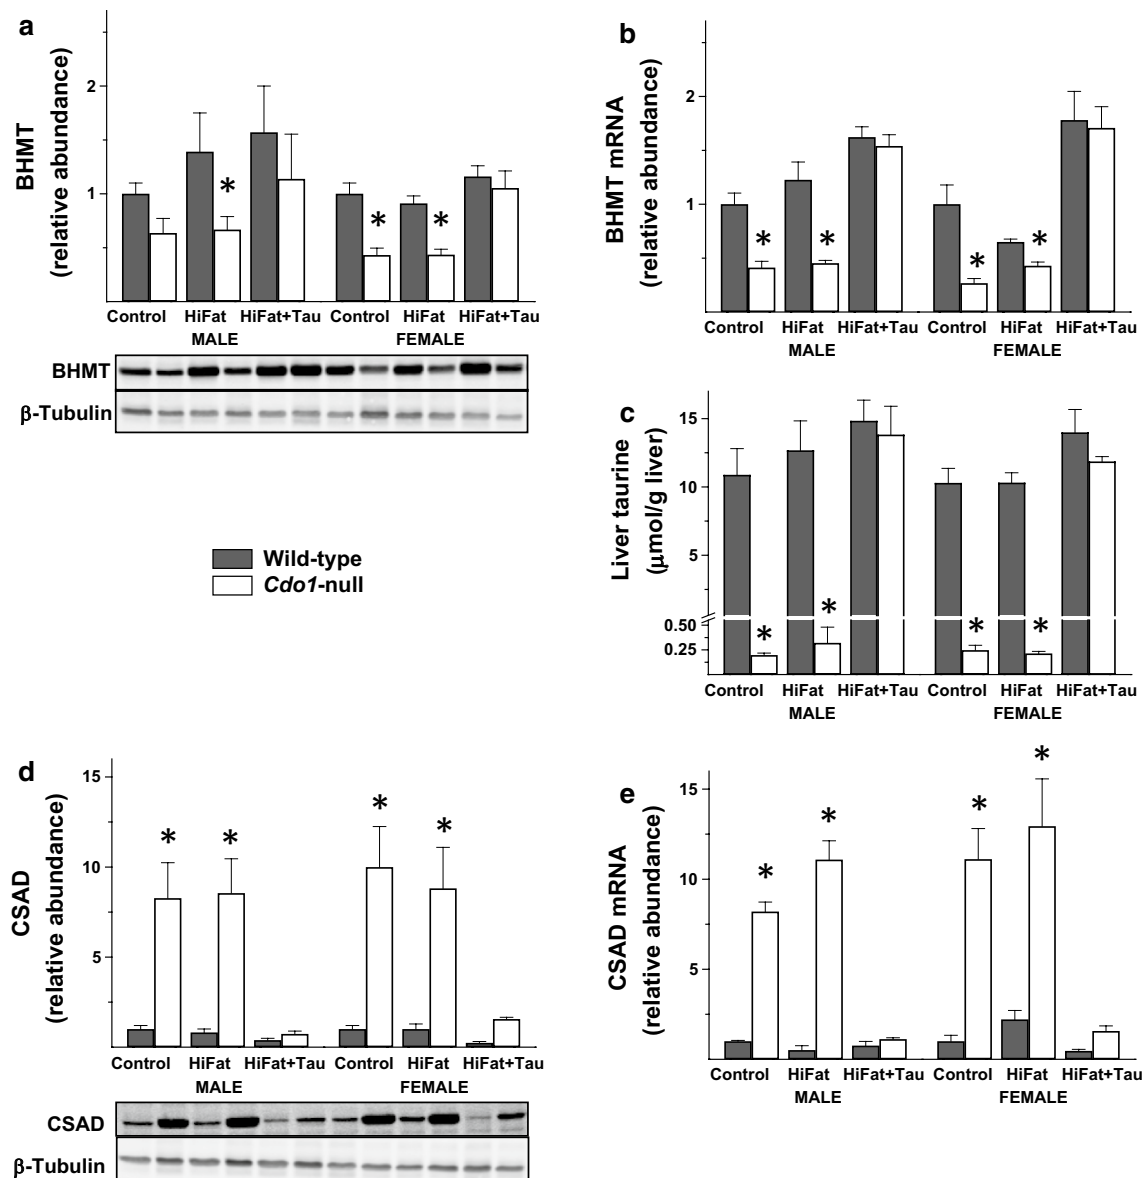 a
BHMT
(relative abundance)
2
1
Control HiFat HiFat+Tau Control HiFat HiFat+Tau
MALE FEMALE
BHMT
β-Tubulin
b
BHMT mRNA
(relative abundance)
2
1
* * * *
Control HiFat HiFat+Tau Control HiFat HiFat+Tau
MALE FEMALE
* * *
Wild-type
Cdo1-null
c
Liver taurine
(μmol/g liver)
15
10
5
0.50
0.25
* * * *
Control HiFat HiFat+Tau Control HiFat HiFat+Tau
MALE FEMALE
d
CSAD
(relative abundance)
15
10
5
* * * *
Control HiFat HiFat+Tau Control HiFat HiFat+Tau
MALE FEMALE
CSAD
β-Tubulin
e
CSAD mRNA
(relative abundance)
15
10
5
* * * *
Control HiFat HiFat+Tau Control HiFat HiFat+Tau
MALE FEMALE